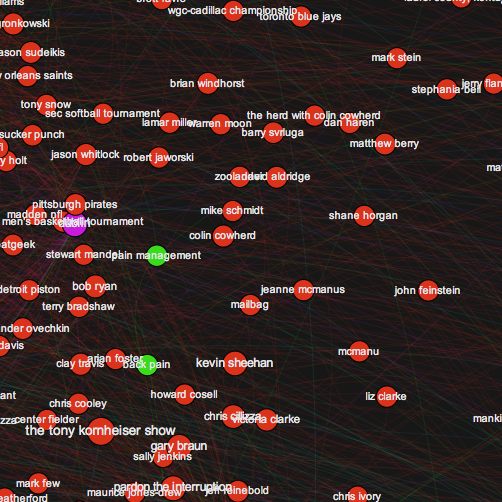 wgc-cadillac championship
toronto blue jays
gronkowski
ason sudeikis
mark stein
orleans saints
brian windhorst
stephania bell
jerry flan
tony snow
sec softball tournament
lamar miller
warren moon
the herd with colin cowherd
dan haren
barry svrluga
sucker punch
matthew berry
y holt
jason whitlock
robert jaworski
zoolander
david aldridge
pittsburgh pirates
madden nfl
men's basketball tournament
mike schmidt
shane horgan
colin cowherd
eatgeek
stewart mandel
pain management
detroit piston
bob ryan
jeanne mcmanus
john feinstein
terry bradshaw
mailbag
nder ovechkin
davis
clay travis
arian foster
back pain
kevin sheehan
mcmanu
chris cooley
howard cosell
liz clarke
center fielder
chris cillizza
victoria clarke
manki
the tony kornheiser show
gary braun
sally jenkins
mark few
pardon the interruption
maurice jones-drew
jeff reinebold
eatherford
chris ivory